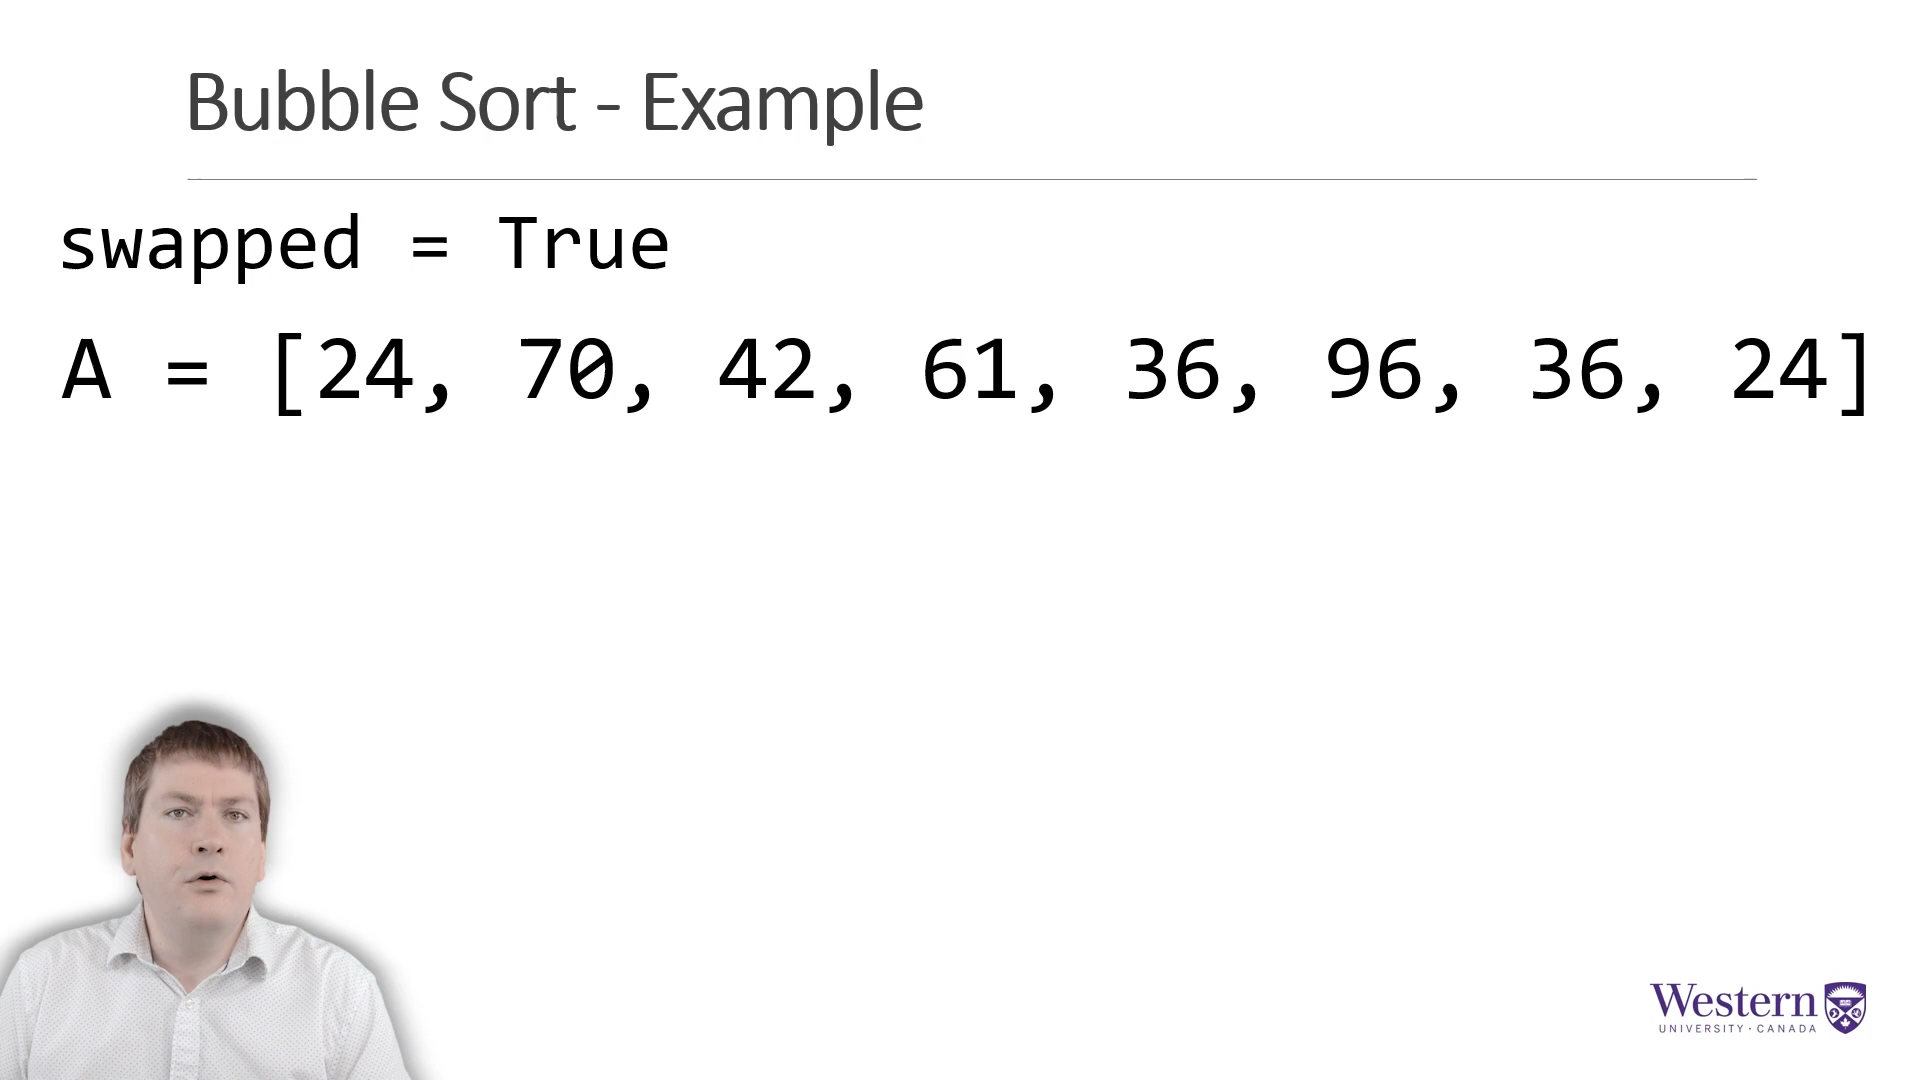 Bubble Sort - Example
swapped = True
A = [24, 70, 42, 61, 36, 96, 36, 24]
Western
UNIVERSITY · CANADA